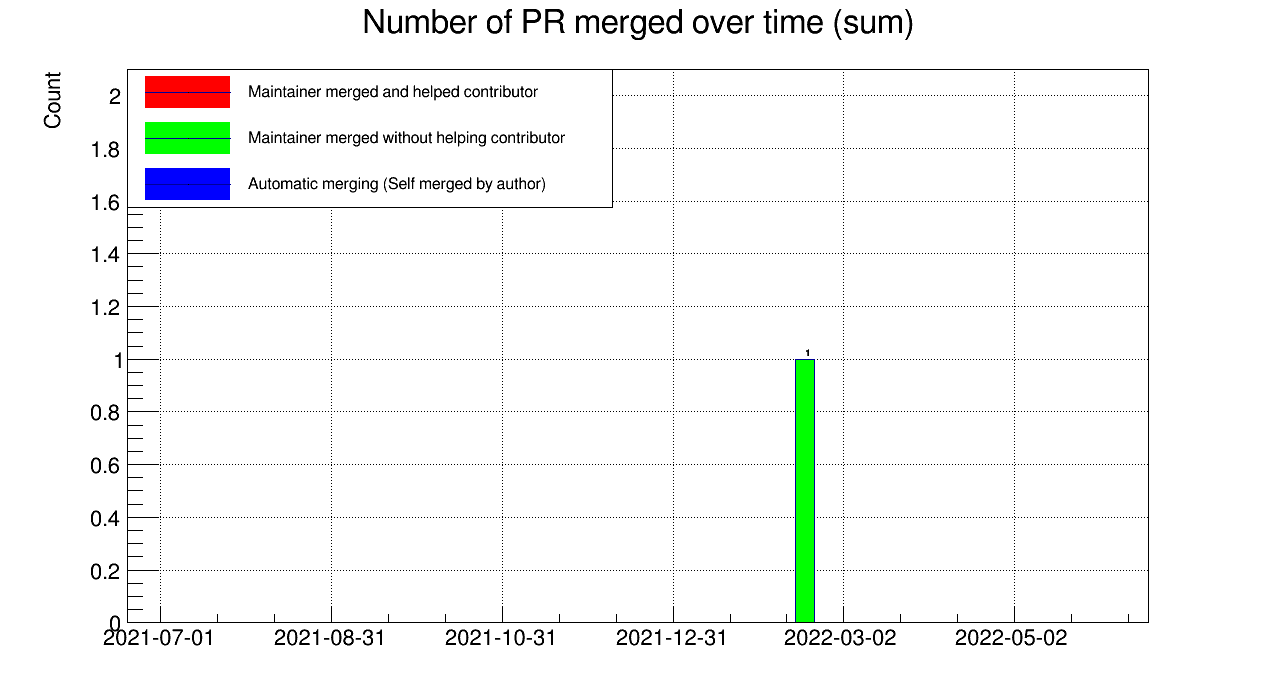 Number of PR merged over time (sum)
Count
Maintainer merged and helped contributor
Maintainer merged without helping contributor
Automatic merging (Self merged by author)
2
1.8
1.6
1.4
1.2
1
0.8
0.6
0.4
0.2
0
1
2021-07-01 2021-08-31 2021-10-31 2021-12-31 2022-03-02 2022-05-02